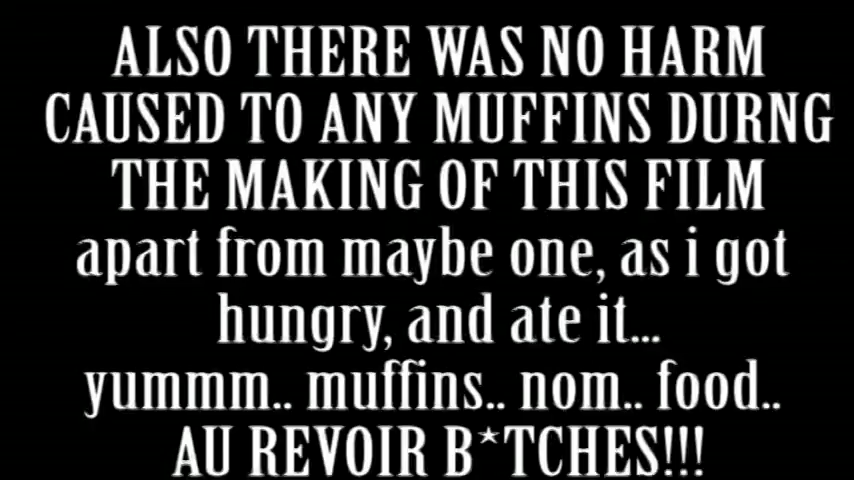 ALSO THERE WAS NO HARM
CAUSED TO ANY MUFFINS DURNG
THE MAKING OF THIS FILM
apart from maybe one, as i got
hungry, and ate it...
yummm.. muffins.. nom.. food..
AU REVOIR B*TCHES!!!